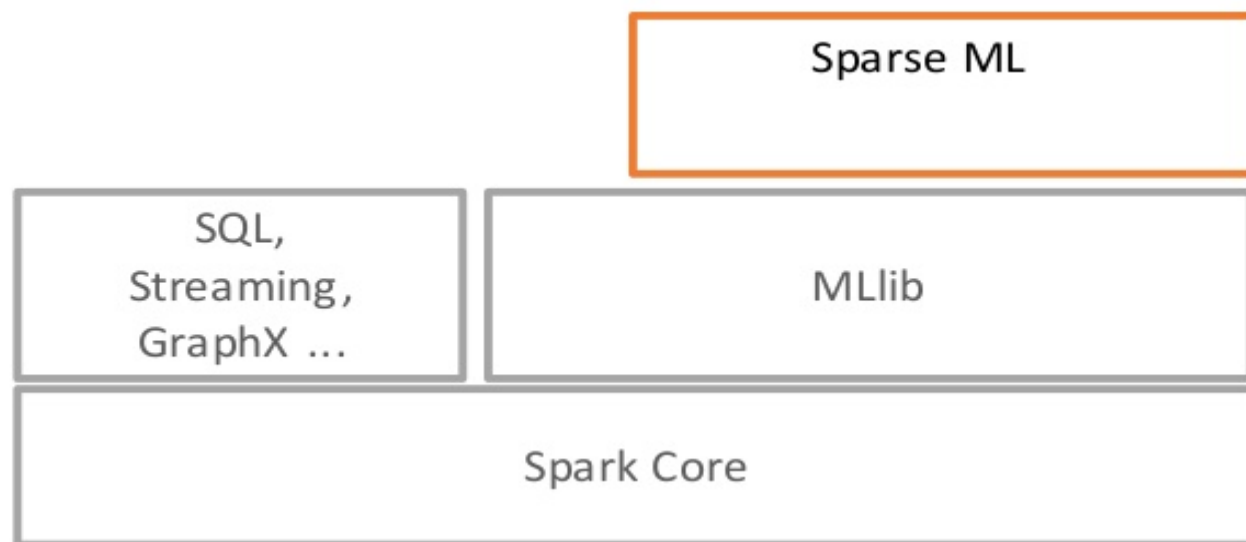 Sparse ML
SQL,
Streaming,
GraphX ...
MLlib
Spark Core